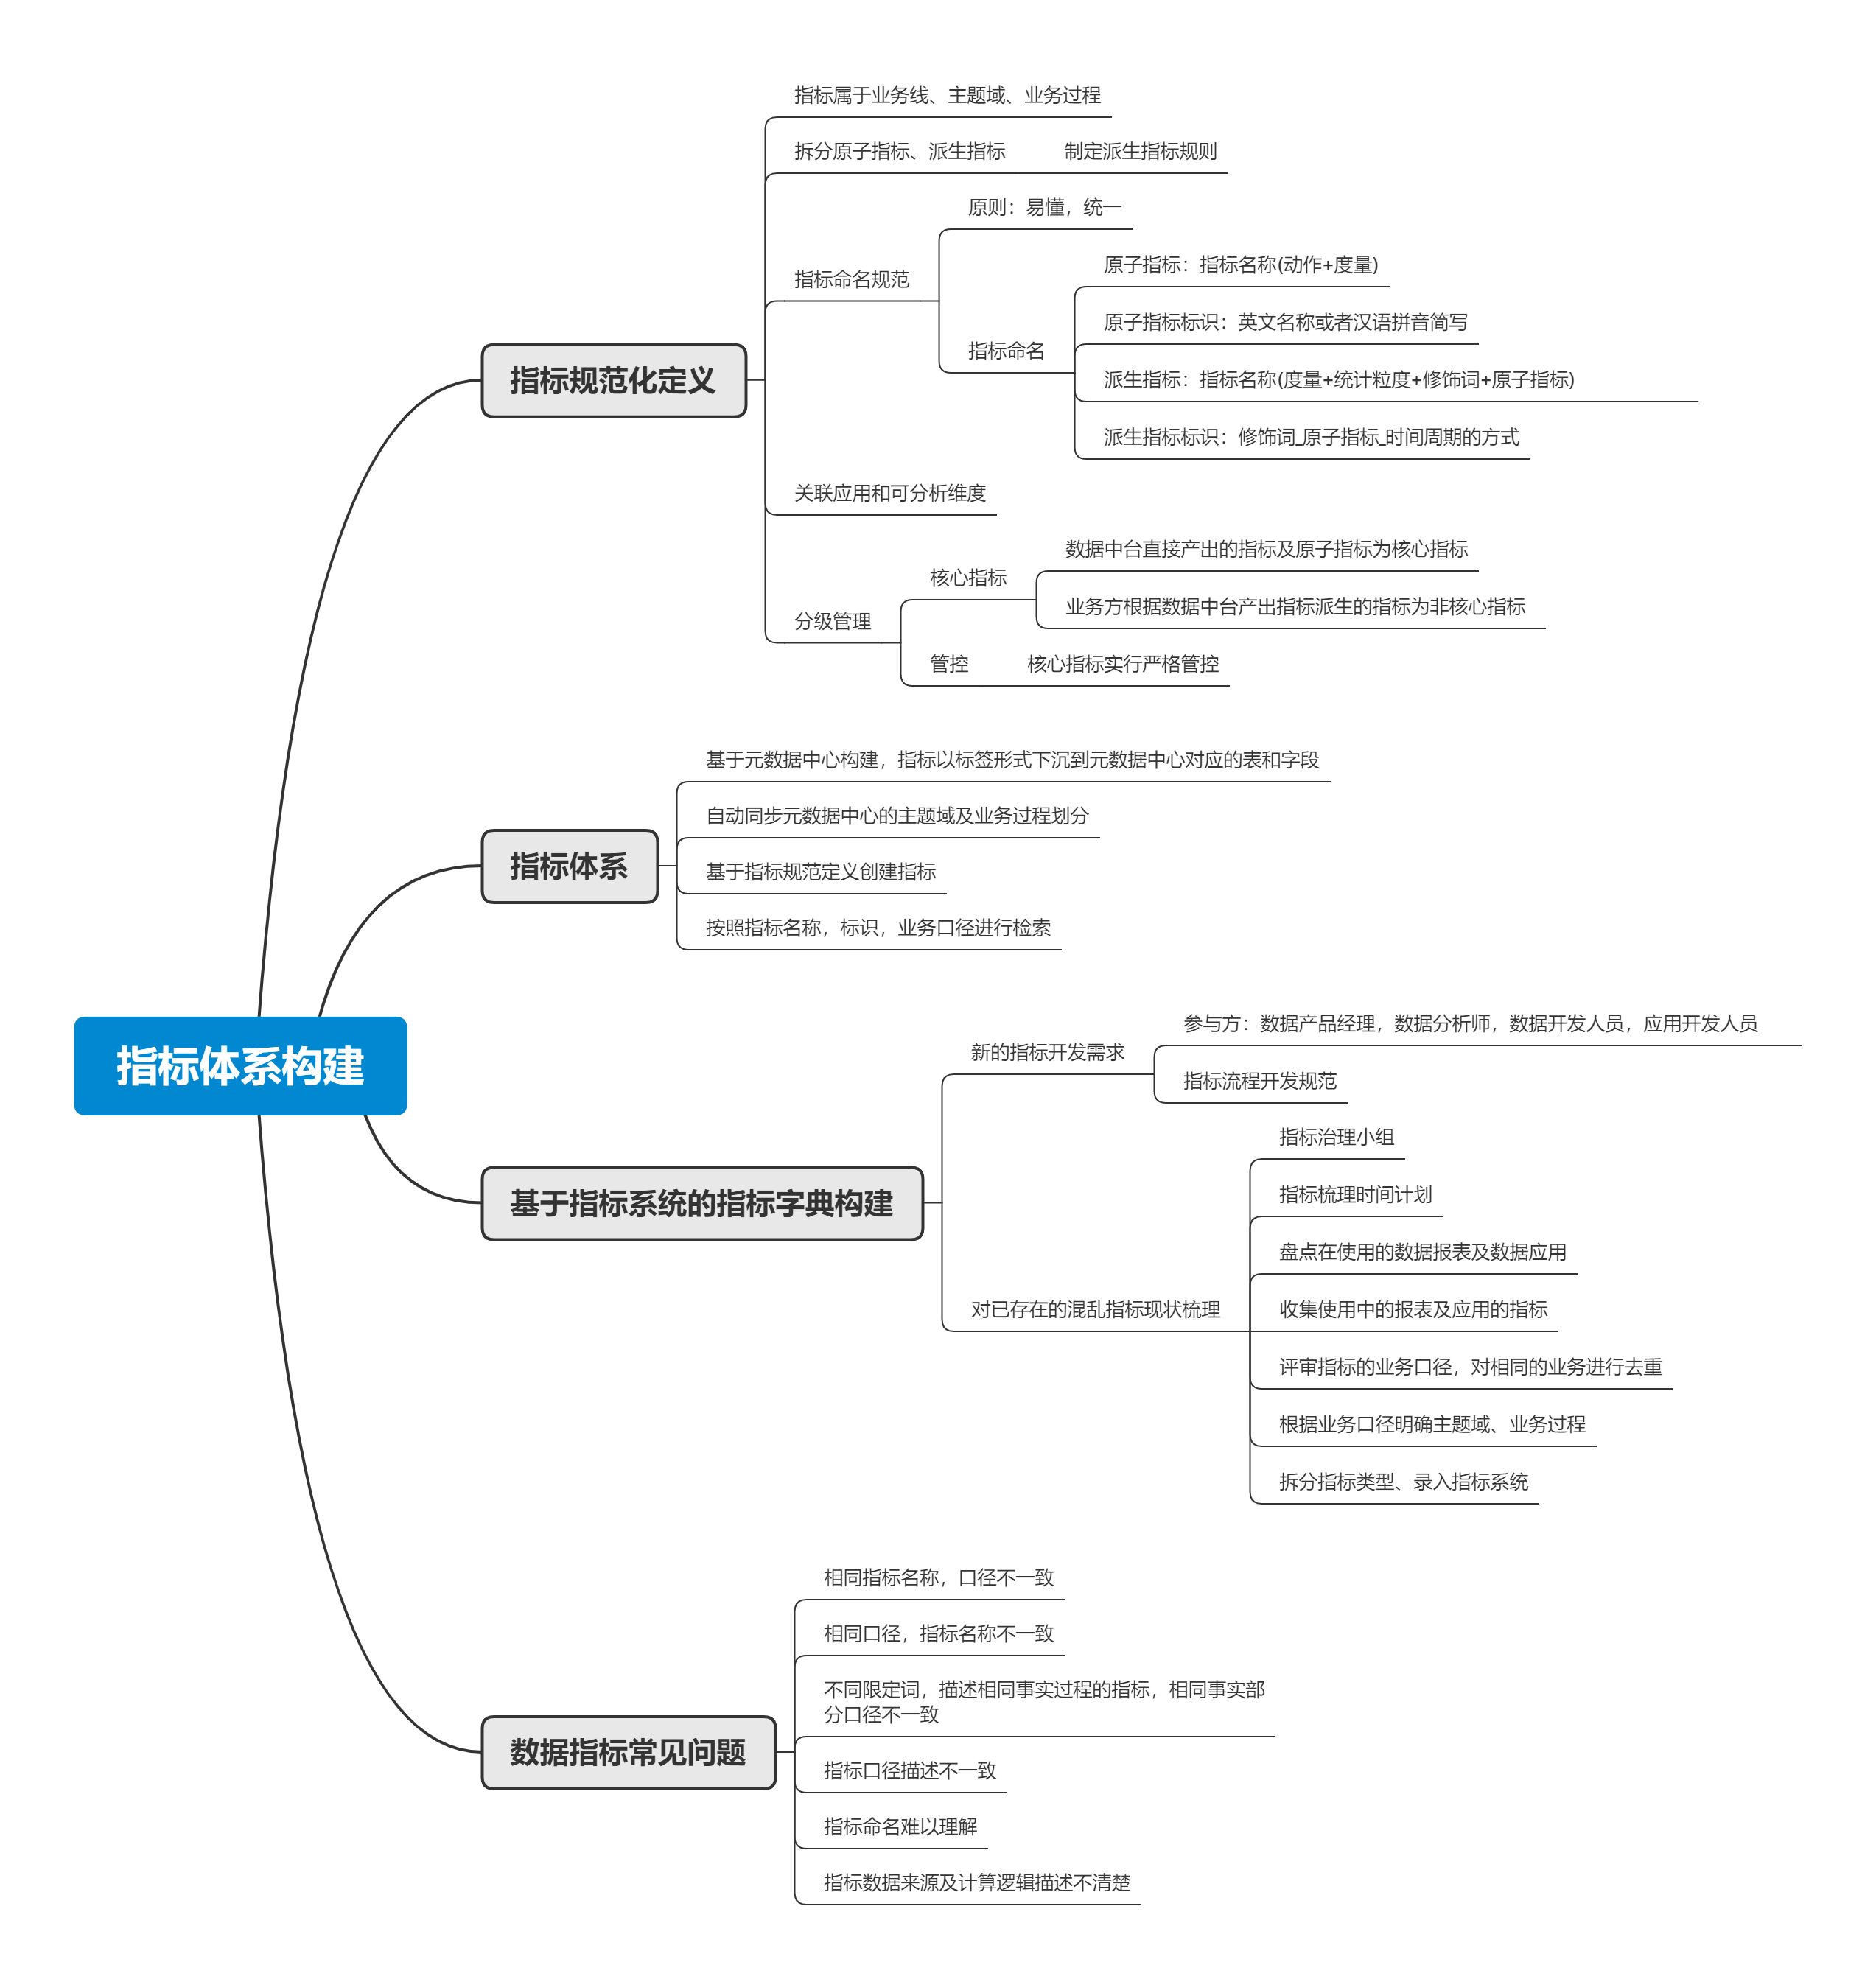 指标体系构建
指标规范化定义
指标属于业务线、主题域、业务过程
拆分原子指标、派生指标
制定派生指标规则
指标命名规范
原则：易懂，统一
指标命名
原子指标：指标名称(动作+度量)
原子指标标识：英文名称或者汉语拼音简写
派生指标：指标名称(度量+统计粒度+修饰词+原子指标)
派生指标标识：修饰词_原子指标_时间周期的方式
关联应用和可分析维度
分级管理
核心指标
数据中台直接产出的指标及原子指标为核心指标
业务方根据数据中台产出指标派生的指标为非核心指标
管控
核心指标实行严格管控
指标体系
基于元数据中心构建，指标以标签形式下沉到元数据中心对应的表和字段
自动同步元数据中心的主题域及业务过程划分
基于指标规范定义创建指标
按照指标名称，标识，业务口径进行检索
基于指标系统的指标字典构建
新的指标开发需求
参与方：数据产品经理，数据分析师，数据开发人员，应用开发人员
指标流程开发规范
对已存在的混乱指标现状梳理
指标治理小组
指标梳理时间计划
盘点在使用的数据报表及数据应用
收集使用中的报表及应用的指标
评审指标的业务口径，对相同的业务进行去重
根据业务口径明确主题域、业务过程
拆分指标类型、录入指标系统
数据指标常见问题
相同指标名称，口径不一致
相同口径，指标名称不一致
不同限定词，描述相同事实过程的指标，相同事实部
分口径不一致
指标口径描述不一致
指标命名难以理解
指标数据来源及计算逻辑描述不清楚